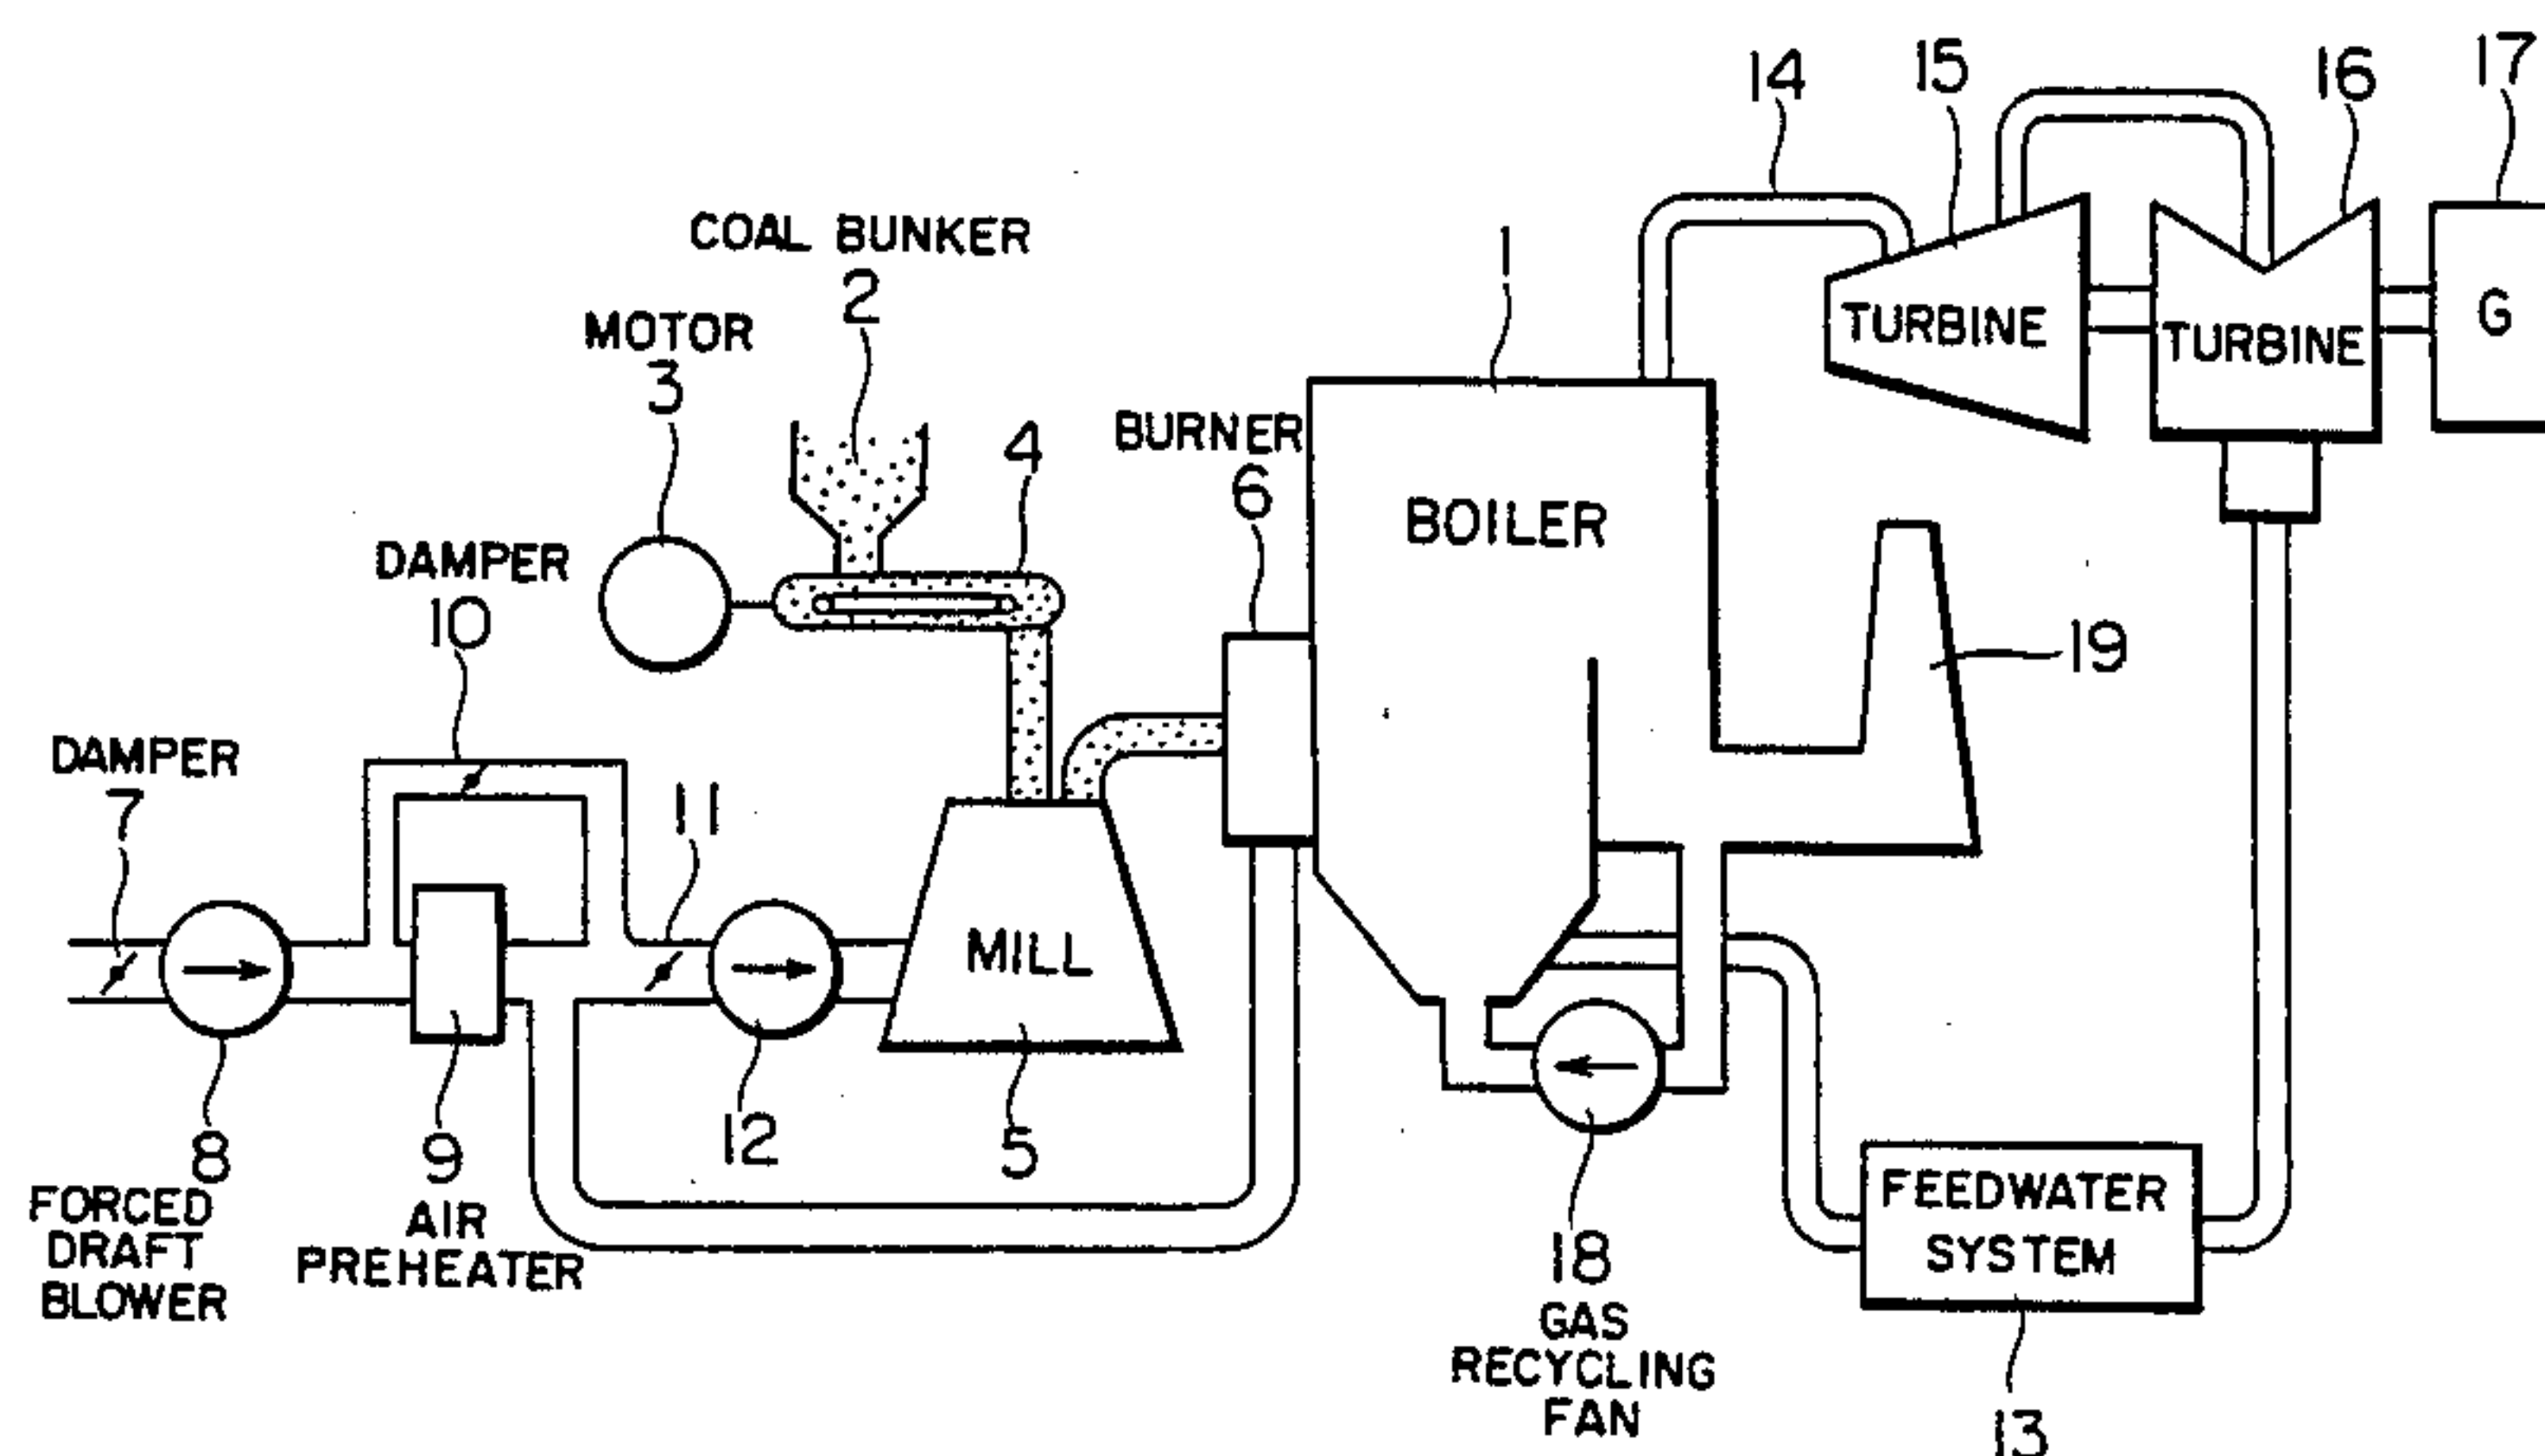 14
15
16
17
COAL BUNKER
2
MOTOR
3
1
4
BURNER
6
TURBINE
TURBINE
G
BOILER
DAMPER
10
19
DAMPER
7
11
MILL
8
FORCED
DRAFT
BLOWER
9
AIR
PREHEATER
12
5
18
GAS
RECYCLING
FAN
FEEDWATER
SYSTEM
13